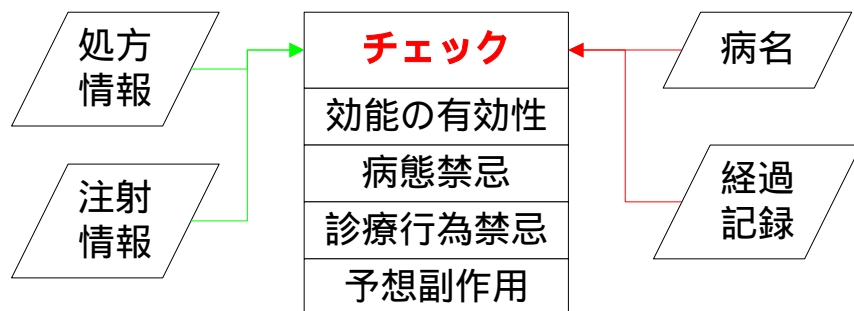 処方
情報
チェック
病名
効能の有効性
病態禁忌
注射
情報
診療行為禁忌
経過
記録
予想副作用